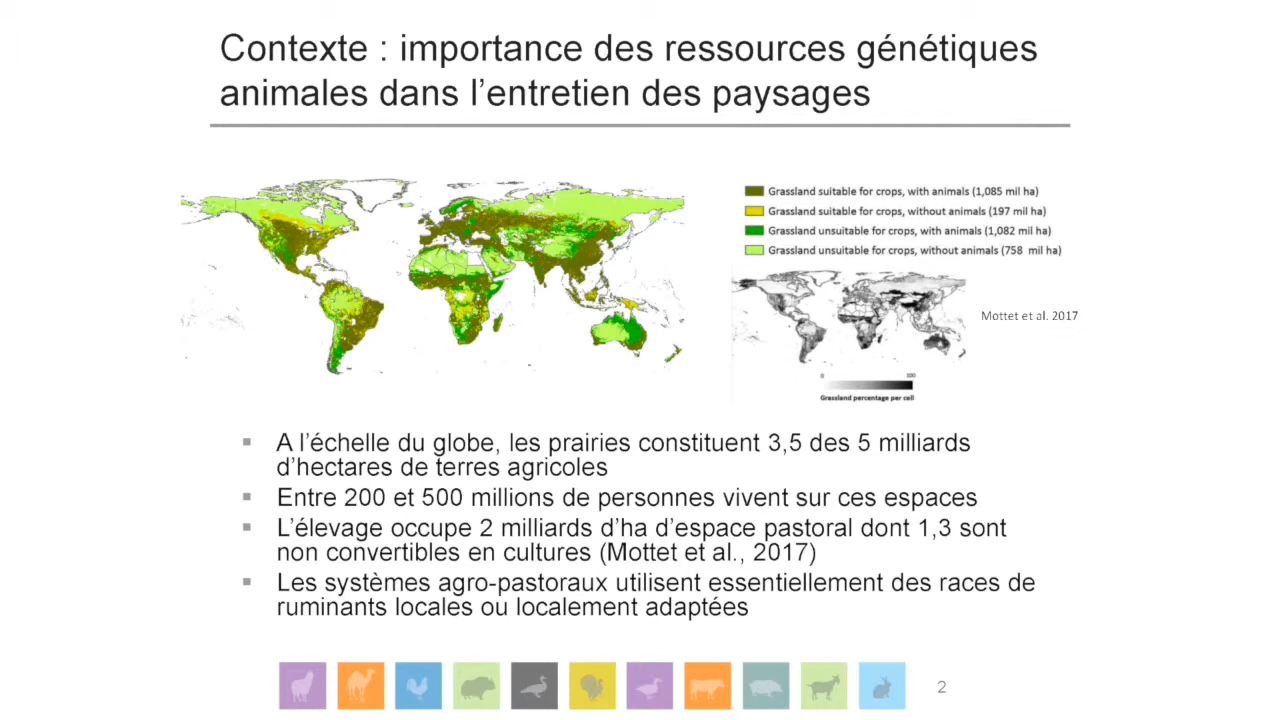 Contexte : importance des ressources génétiques
animales dans l’entretien des paysages
Grassland suitable for crops, with animals (1,085 mil ha)
Grassland suitable for crops, without animals (197 mil ha)
Grassland unsuitable for crops, with animals (1,082 mil ha)
Grassland unsuitable for crops, without animals (758 mil ha)
Mottet et al. 2017
0 100
Grassland percentage per cell
▪ A l’échelle du globe, les prairies constituent 3,5 des 5 milliards
d’hectares de terres agricoles
▪ Entre 200 et 500 millions de personnes vivent sur ces espaces
▪ L’élevage occupe 2 milliards d’ha d’espace pastoral dont 1,3 sont
non convertibles en cultures (Mottet et al., 2017)
▪ Les systèmes agro-pastoraux utilisent essentiellement des races de
ruminants locales ou localement adaptées
2